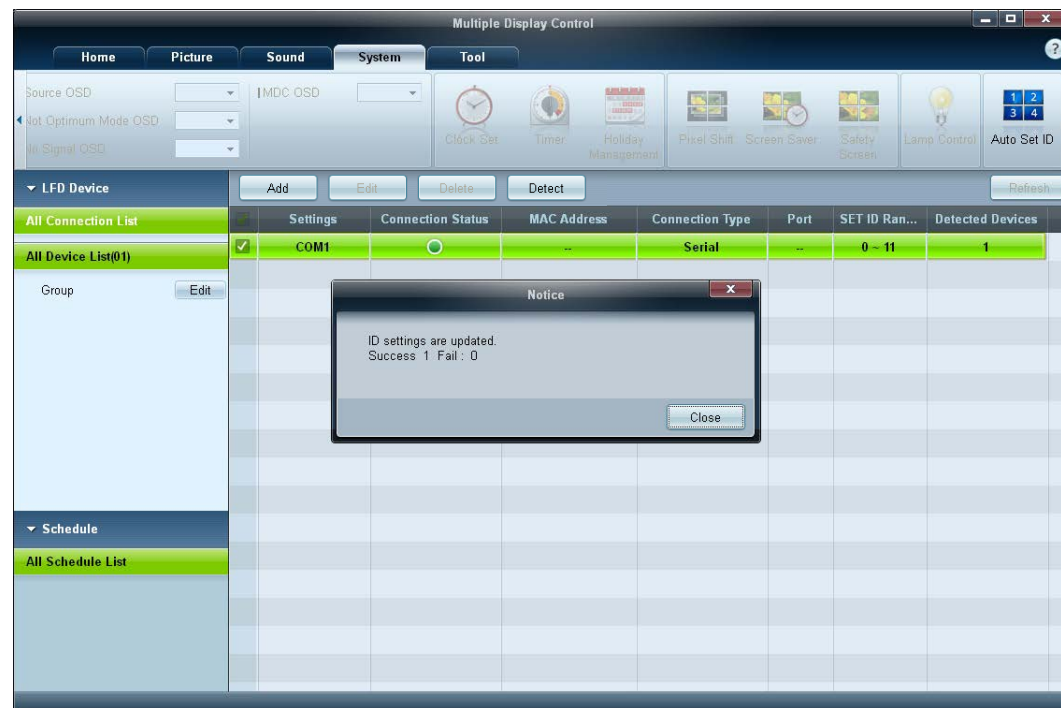 Multiple Display Control
Home Picture Sound System Tool
Source OSD MDC OSD
Not Optimum Mode OSD
No Signal OSD
Clock Set Timer Holiday Management Pixel Shift Screen Saver Safety Screen Lamp Control Auto Set ID
1 2
3 4
LFD Device Add Edit Delete Detect Refresh
All Connection List Settings Connection Status MAC Address Connection Type Port SET ID Ran... Detected Devices
COM1 -- Serial -- 0 ~ 11 1
All Device List(01)
Group Edit
Notice
ID settings are updated.
Success 1 Fail : 0
Close
Schedule
All Schedule List